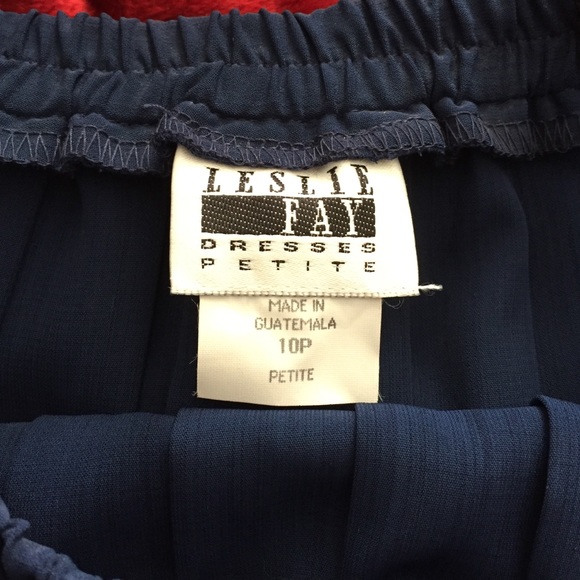 LESLIE
FAY
DRESSES
PETITE
MADE IN
GUATEMALA
10P
PETITE